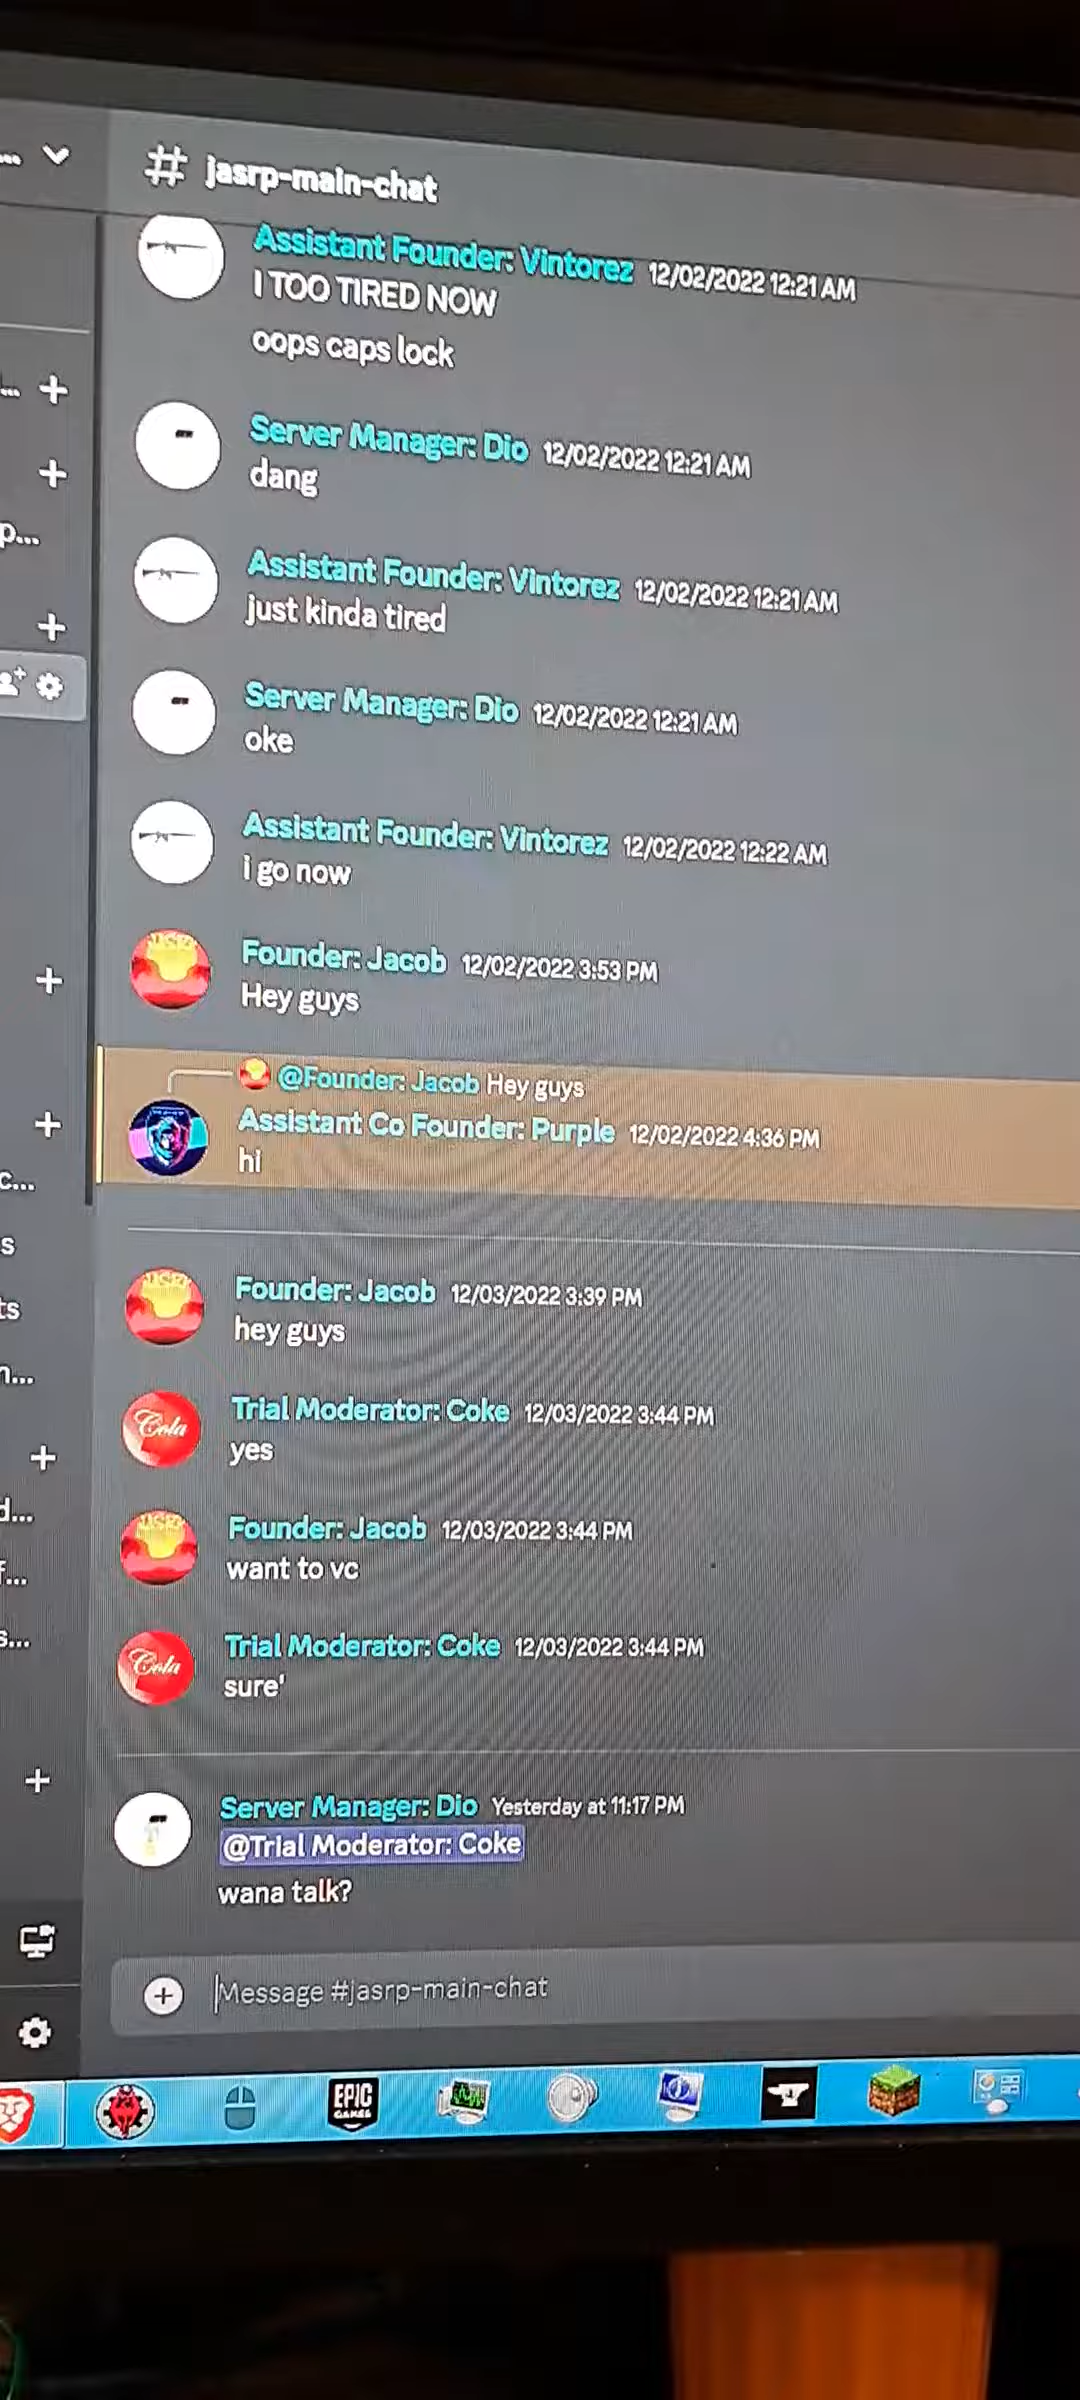 # jasrp-main-chat
Assistant Founder: Vintorez 12/02/2022 12:21 AM
I TOO TIRED NOW
oops caps lock
Server Manager: Dio 12/02/2022 12:21 AM
dang
Assistant Founder: Vintorez 12/02/2022 12:21 AM
just kinda tired
Server Manager: Dio 12/02/2022 12:21 AM
oke
Assistant Founder: Vintorez 12/02/2022 12:22 AM
i go now
Founder: Jacob 12/02/2022 3:53 PM
Hey guys
@Founder: Jacob Hey guys
Assistant Co Founder: Purple 12/02/2022 4:36 PM
hi
Founder: Jacob 12/03/2022 3:39 PM
hey guys
Trial Moderator: Coke 12/03/2022 3:44 PM
Cola
yes
Founder: Jacob 12/03/2022 3:44 PM
want to vc
Trial Moderator: Coke 12/03/2022 3:44 PM
Cola
sure'
Server Manager: Dio Yesterday at 11:17 PM
@Trial Moderator: Coke
wana talk?
Message #jasrp-main-chat
EPIC
GAMES